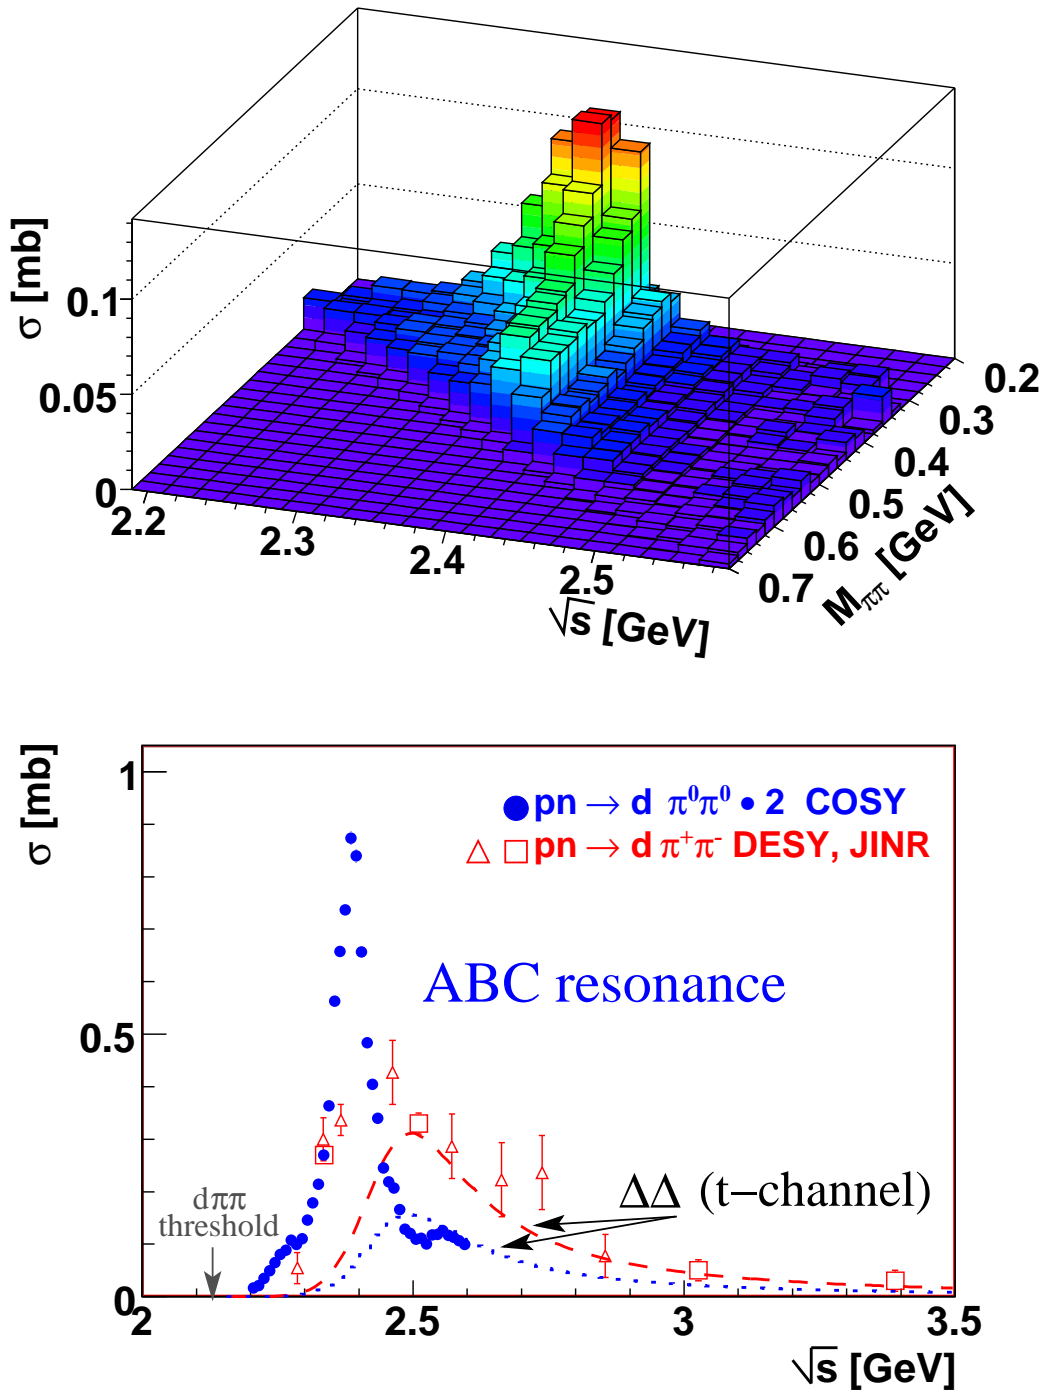 σ [mb]
0.1
0.05
0
2.2
2.3
2.4
2.5
√s [GeV]
0.2
0.3
0.4
0.5
0.6
0.7
M_ππ [GeV]
σ [mb]
1
0.5
0
pn → d π⁰π⁰ • 2 COSY
pn → d π⁺π⁻ DESY, JINR
ABC resonance
ΔΔ (t−channel)
dππ
threshold
2
2.5
3
3.5
√s [GeV]